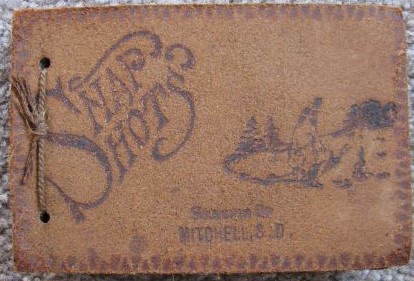 SNAP
SHOTS
Souvenir Of
MITCHELL, S. D.